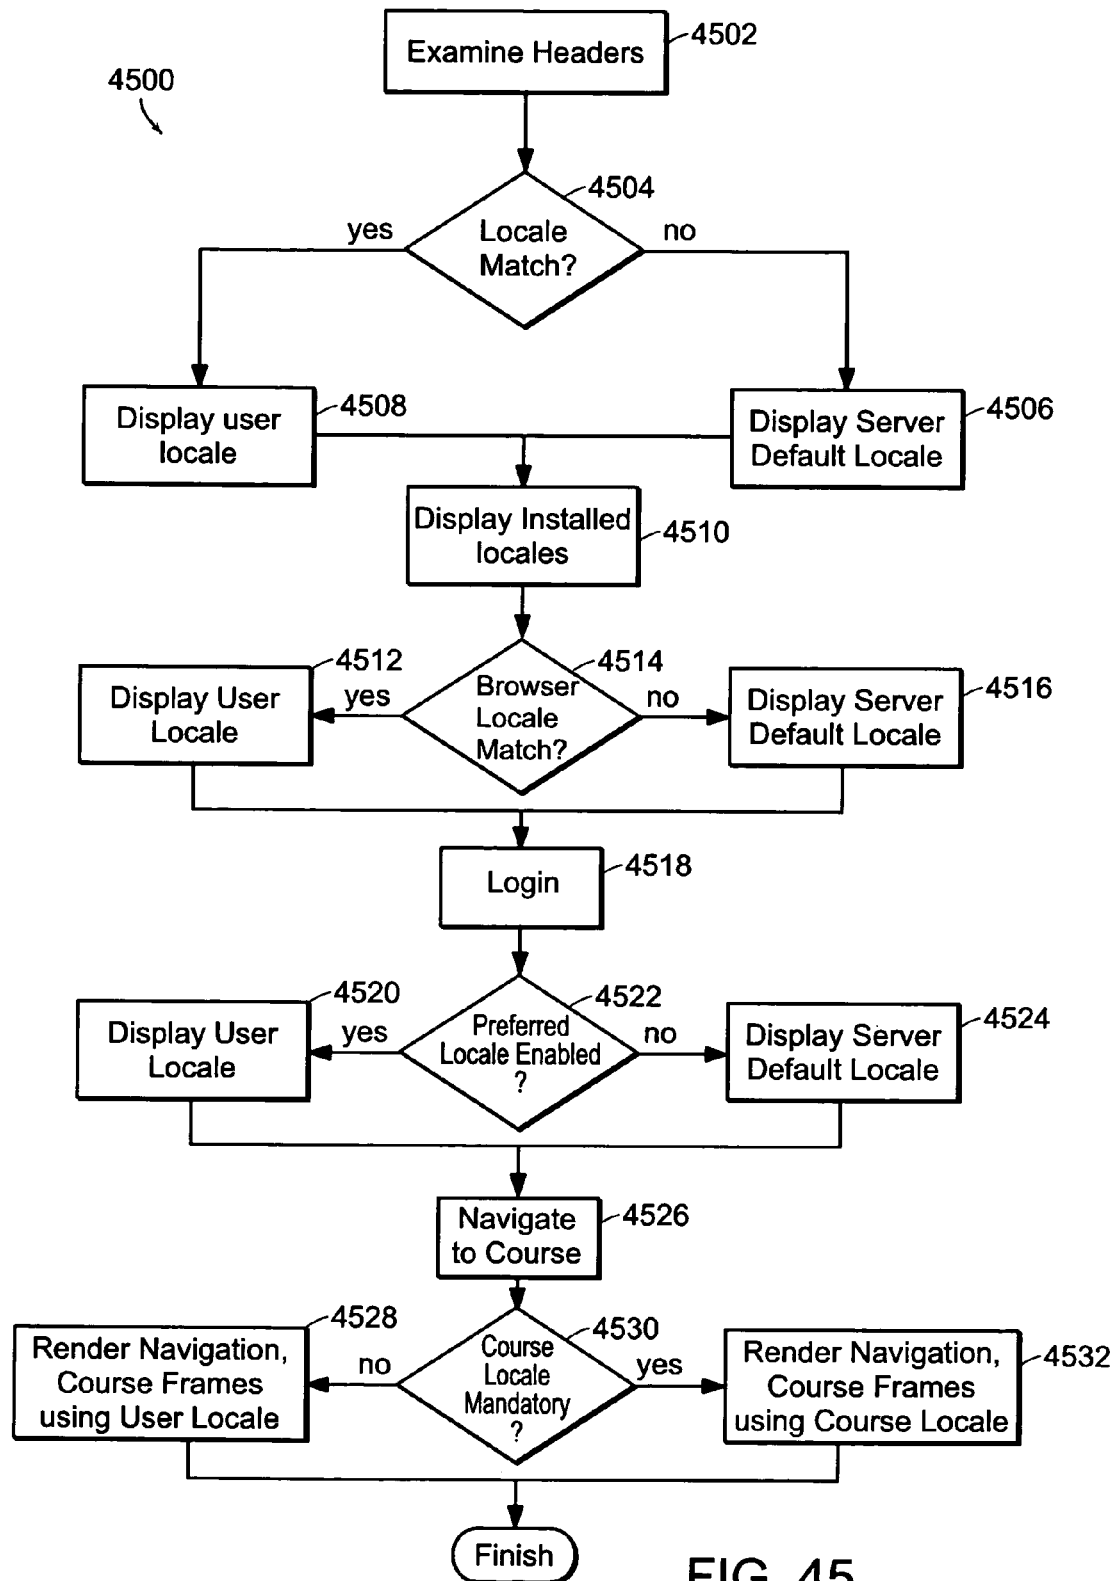 Examine Headers
4502
4500
4504
Locale
Match?
yes
no
Display user
locale
4508
Display Server
Default Locale
4506
Display Installed
locales
4510
4512
Display User
Locale
yes
4514
Browser
Locale
Match?
no
Display Server
Default Locale
4516
Login
4518
4520
Display User
Locale
yes
4522
Preferred
Locale Enabled
?
no
Display Server
Default Locale
4524
Navigate
to Course
4526
4528
Render Navigation,
Course Frames
using User Locale
no
4530
Course
Locale
Mandatory
?
yes
Render Navigation,
Course Frames
using Course Locale
4532
Finish
FIG. 45